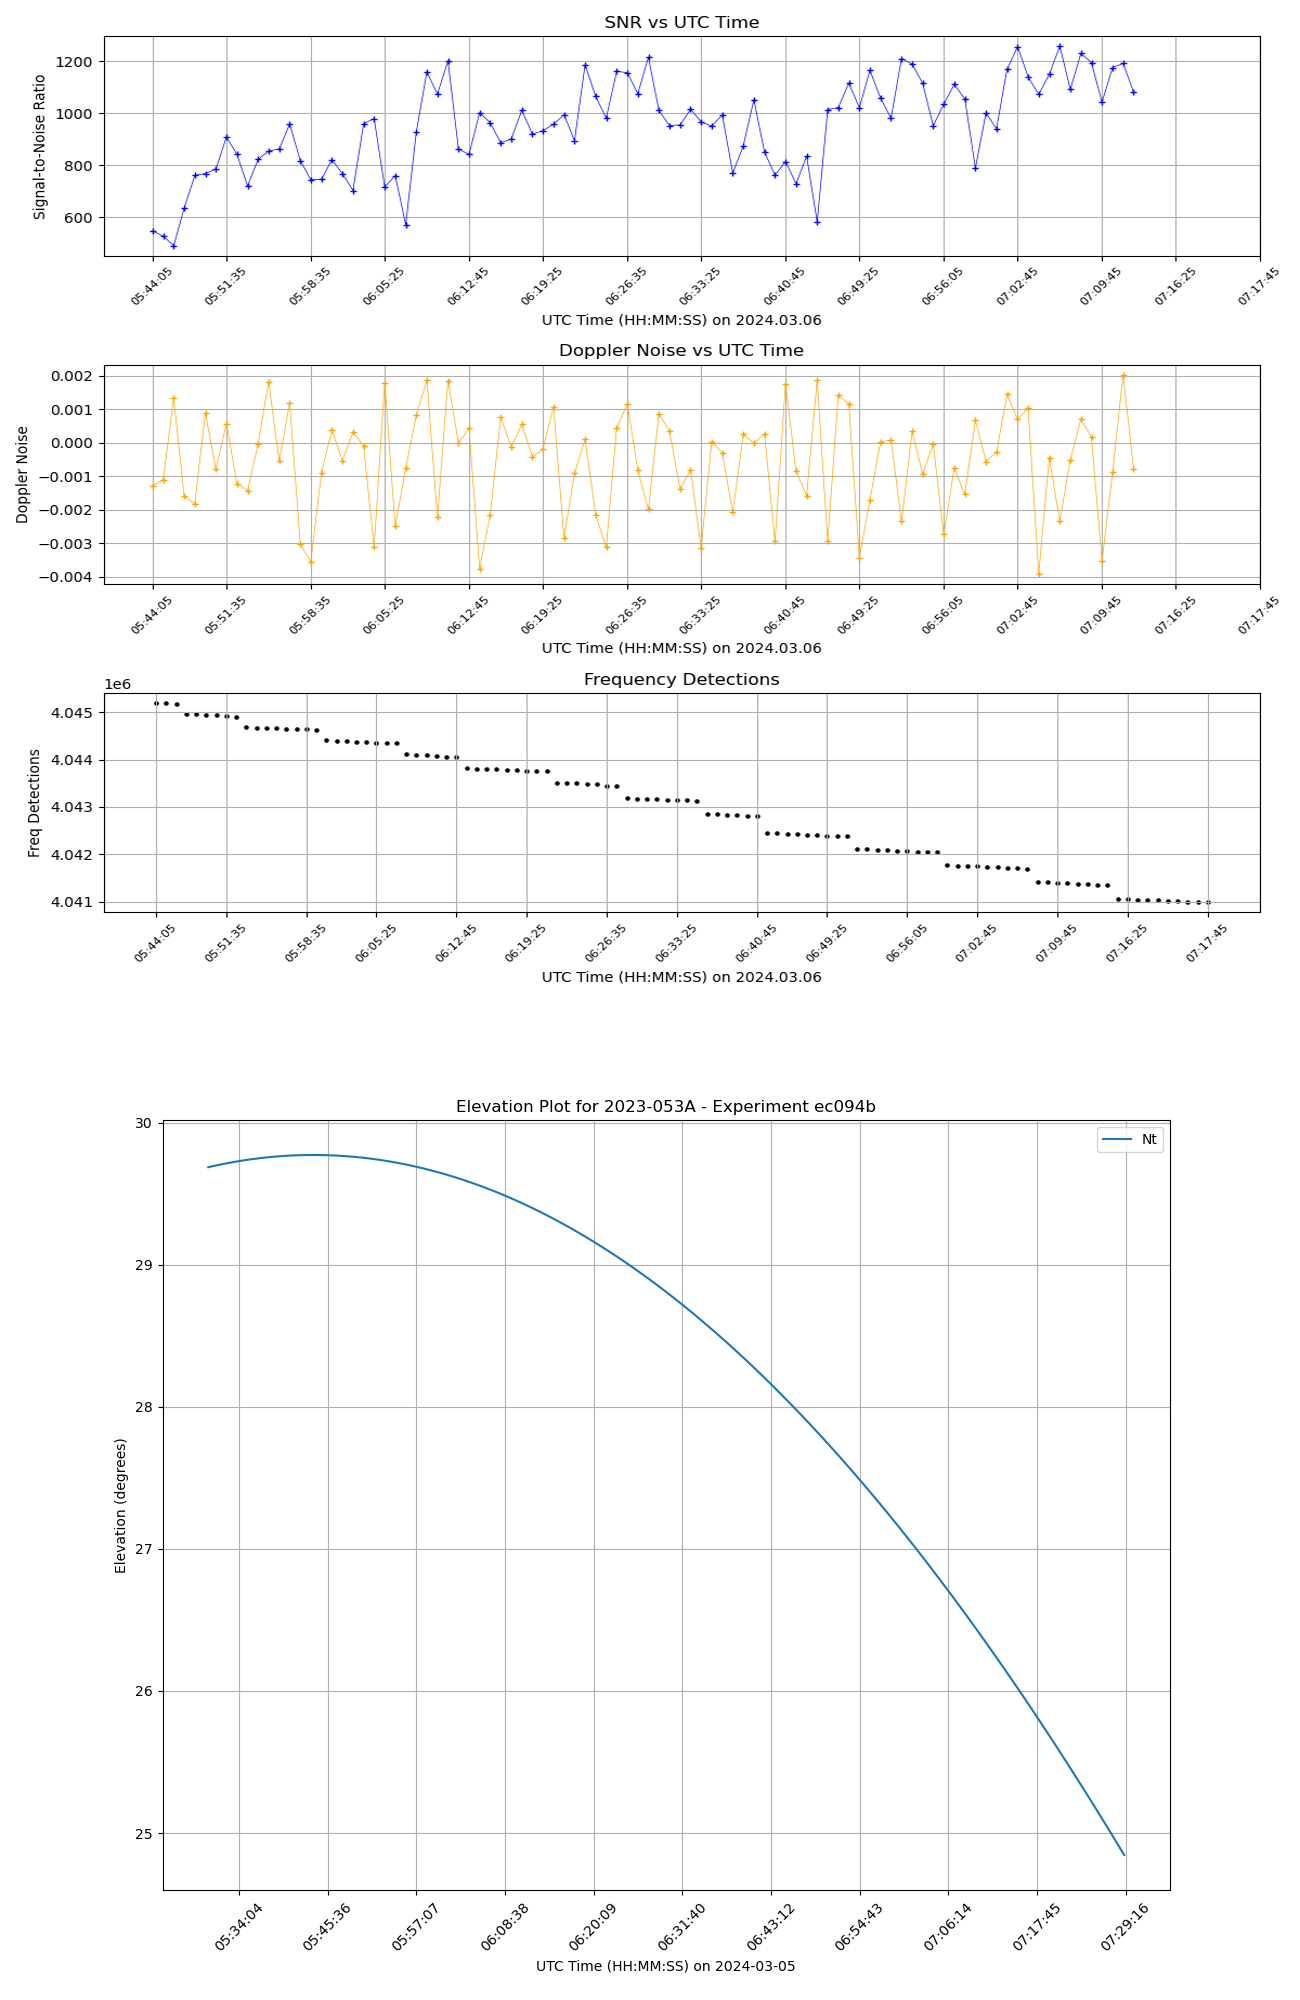 SNR vs UTC Time
Signal-to-Noise Ratio
1200
1000
800
600
05:44:05 05:51:35 05:58:35 06:05:25 06:12:45 06:19:25 06:26:35 06:33:25 06:40:45 06:49:25 06:56:05 07:02:45 07:09:45 07:16:25 07:17:45
UTC Time (HH:MM:SS) on 2024.03.06
Doppler Noise vs UTC Time
Doppler Noise
0.002
0.001
0.000
−0.001
−0.002
−0.003
−0.004
05:44:05 05:51:35 05:58:35 06:05:25 06:12:45 06:19:25 06:26:35 06:33:25 06:40:45 06:49:25 06:56:05 07:02:45 07:09:45 07:16:25 07:17:45
UTC Time (HH:MM:SS) on 2024.03.06
Frequency Detections
1e6
Freq Detections
4.045
4.044
4.043
4.042
4.041
05:44:05 05:51:35 05:58:35 06:05:25 06:12:45 06:19:25 06:26:35 06:33:25 06:40:45 06:49:25 06:56:05 07:02:45 07:09:45 07:16:25 07:17:45
UTC Time (HH:MM:SS) on 2024.03.06
Elevation Plot for 2023-053A - Experiment ec094b
Nt
Elevation (degrees)
30
29
28
27
26
25
05:34:04 05:45:36 05:57:07 06:08:38 06:20:09 06:31:40 06:43:12 06:54:43 07:06:14 07:17:45 07:29:16
UTC Time (HH:MM:SS) on 2024-03-05